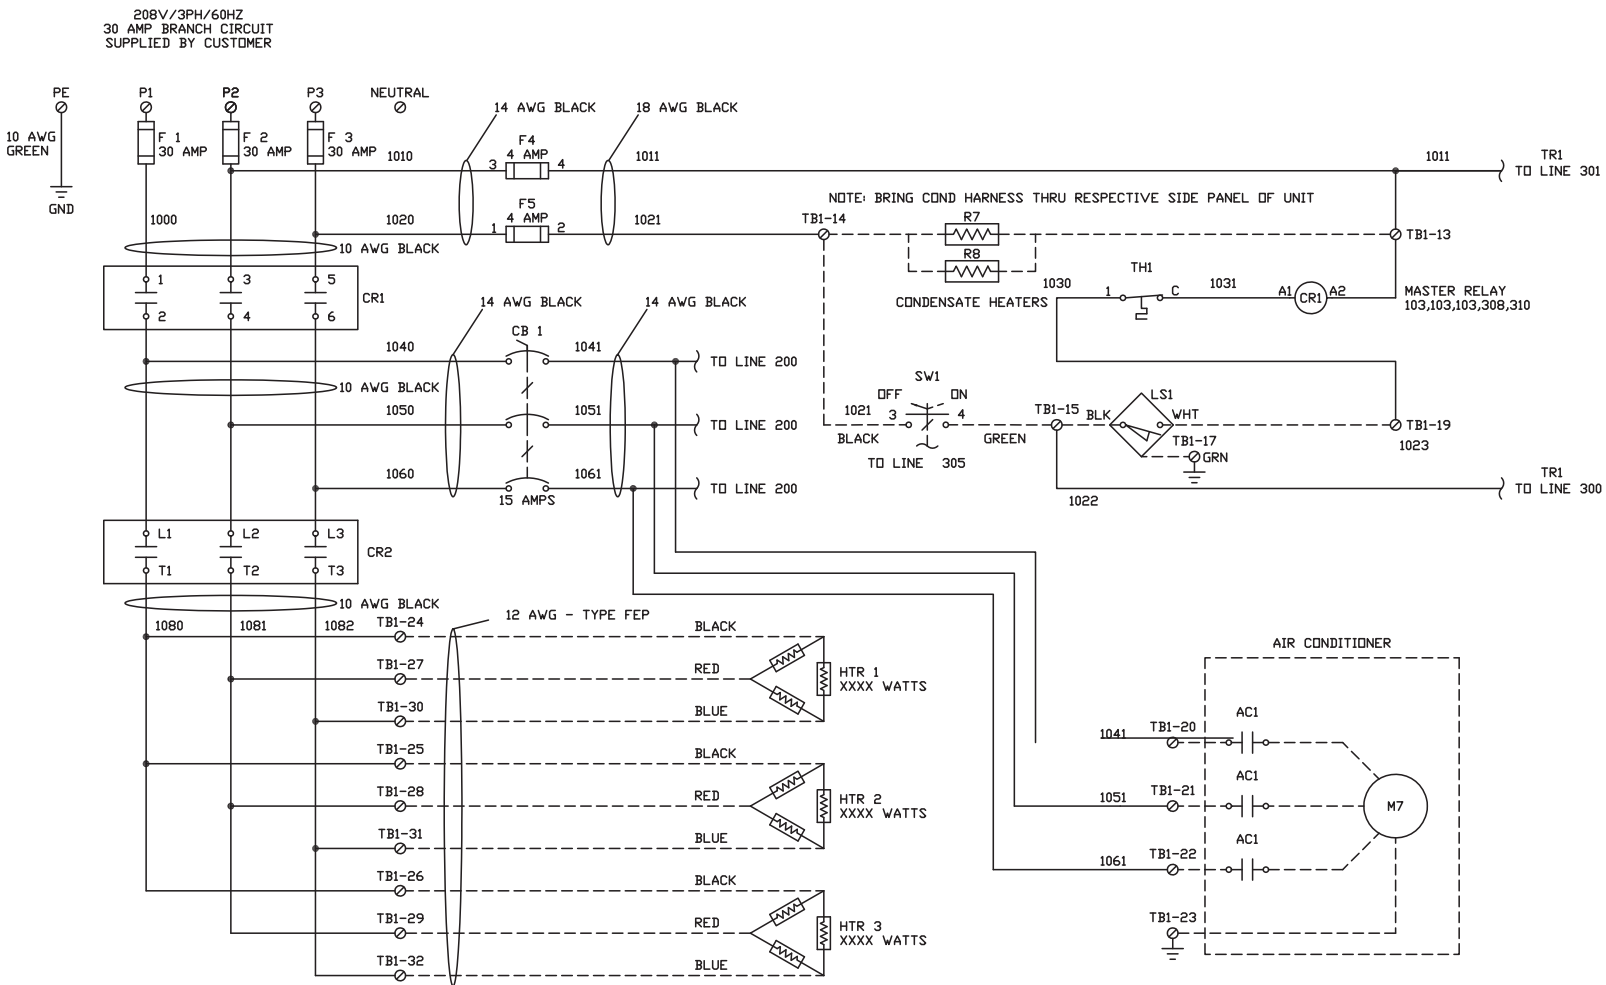 208V/3PH/60HZ
30 AMP BRANCH CIRCUIT
SUPPLIED BY CUSTOMER
PE
P1
P2
P3
NEUTRAL
14 AWG BLACK
18 AWG BLACK
10 AWG
GREEN
F 1
30 AMP
F 2
30 AMP
F 3
30 AMP
1010
3
F4
4 AMP
4
1011
1011
TR1
TO LINE 301
GND
1000
1020
1
F5
4 AMP
2
1021
NOTE: BRING COND HARNESS THRU RESPECTIVE SIDE PANEL OF UNIT
TB1-14
R7
TB1-13
10 AWG BLACK
R8
CONDENSATE HEATERS
1
2
3
4
5
6
CR1
1030
TH1
1
C
1031
A1
CR1
A2
MASTER RELAY
103,103,103,308,310
14 AWG BLACK
14 AWG BLACK
CB 1
1040
1041
TO LINE 200
10 AWG BLACK
1050
1051
TO LINE 200
1060
1061
TO LINE 200
15 AMPS
SW1
OFF
ON
1021
3
4
BLACK
GREEN
TO LINE 305
TB1-15
BLK
LS1
WHT
TB1-17
GRN
TB1-19
1023
1022
TR1
TO LINE 300
L1
L2
L3
CR2
T1
T2
T3
10 AWG BLACK
12 AWG - TYPE FEP
1080
1081
1082
TB1-24
BLACK
TB1-27
RED
HTR 1
XXXX WATTS
TB1-30
BLUE
TB1-25
BLACK
TB1-28
RED
HTR 2
XXXX WATTS
TB1-31
BLUE
TB1-26
BLACK
TB1-29
RED
HTR 3
XXXX WATTS
TB1-32
BLUE
AIR CONDITIONER
1041
TB1-20
AC1
1051
TB1-21
AC1
M7
1061
TB1-22
AC1
TB1-23